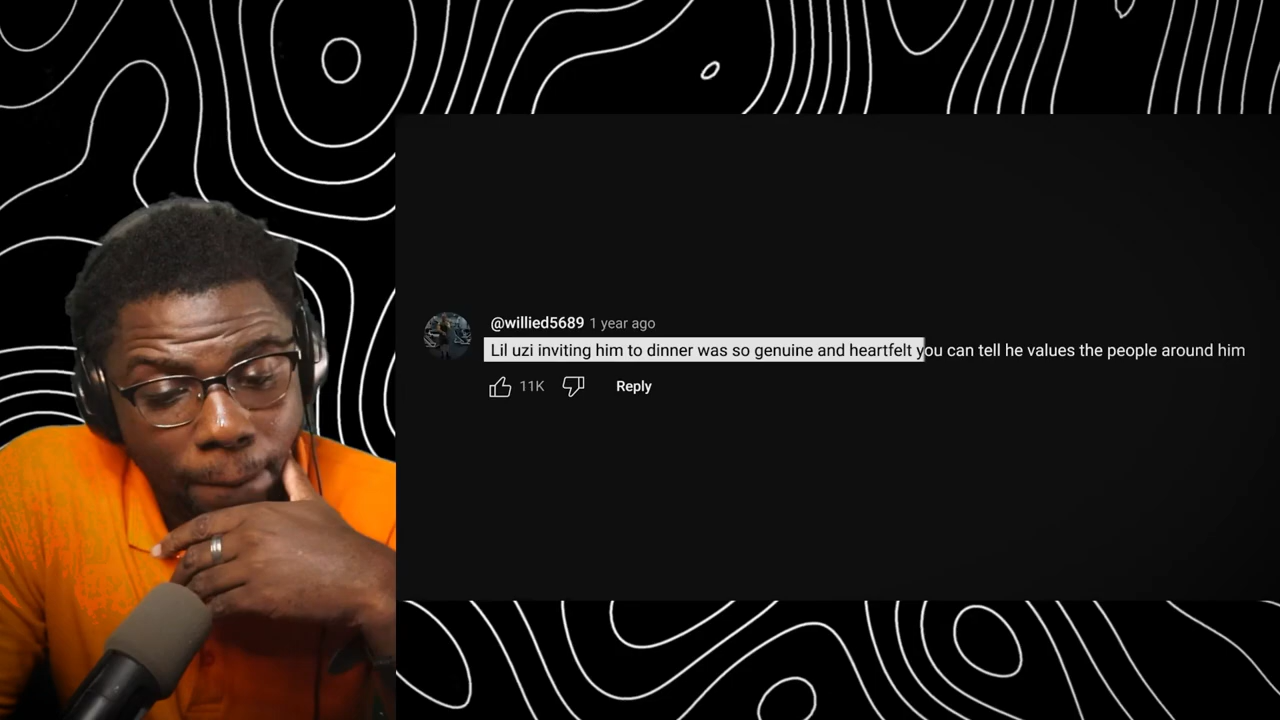 @willied5689 1 year ago
Lil uzi inviting him to dinner was so genuine and heartfelt you can tell he values the people around him
11K Reply